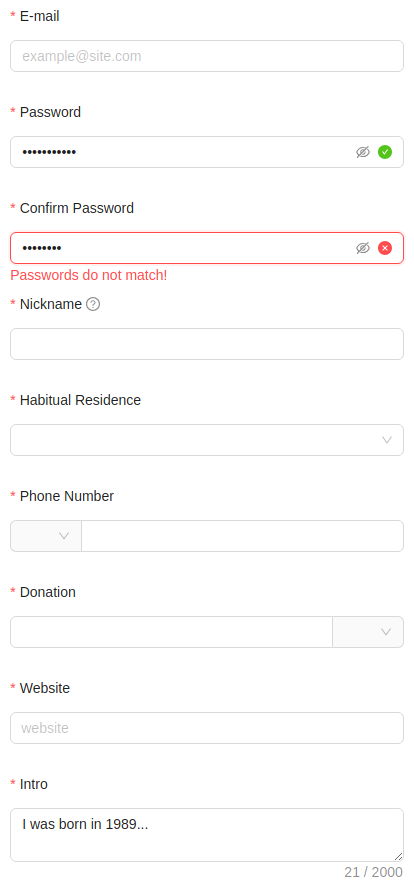 * E-mail
example@site.com
* Password
•••••••••••
* Confirm Password
••••••••
Passwords do not match!
* Nickname
* Habitual Residence
* Phone Number
* Donation
* Website
website
* Intro
I was born in 1989...
21 / 2000